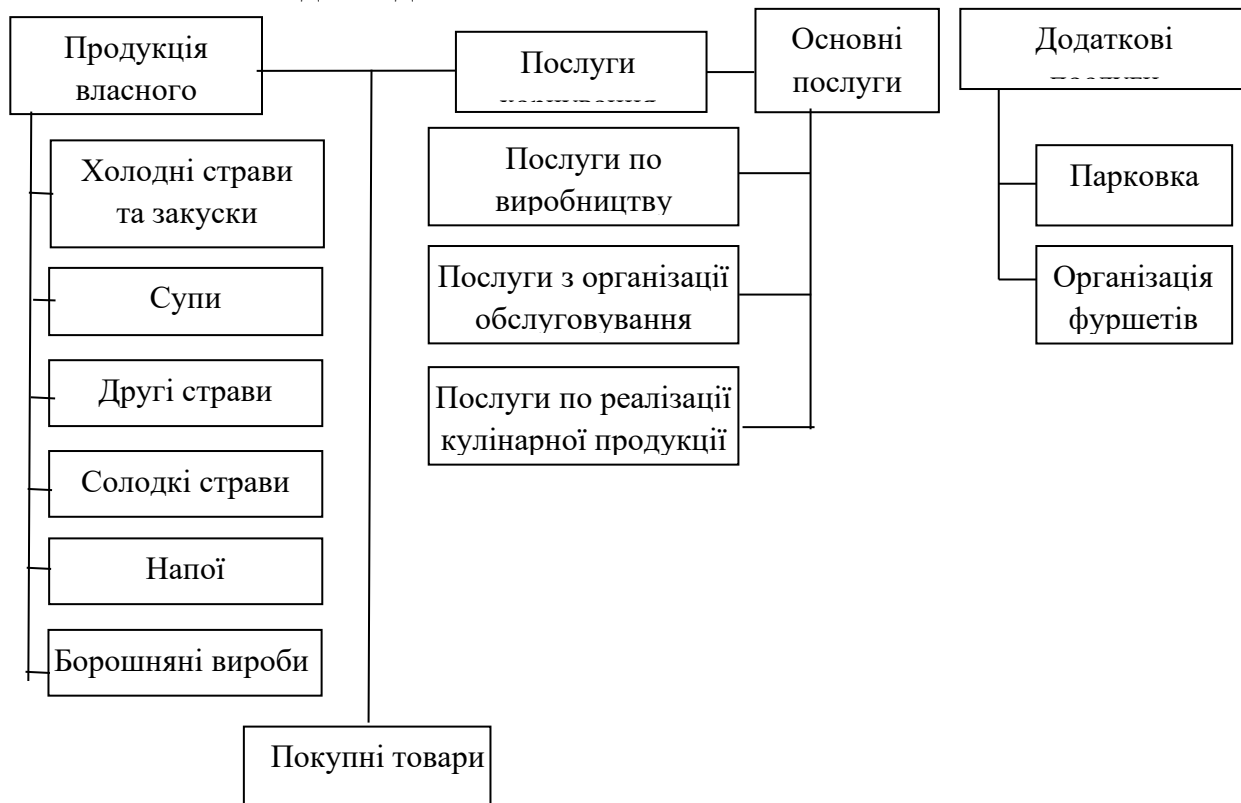 Продукція
власного
Послуги
Основні
послуги
Додаткові
Холодні страви
та закуски
Супи
Другі страви
Солодкі страви
Напої
Борошняні вироби
Покупні товари
Послуги по
виробництву
Послуги з організації
обслуговування
Послуги по реалізації
кулінарної продукції
Парковка
Організація
фуршетів